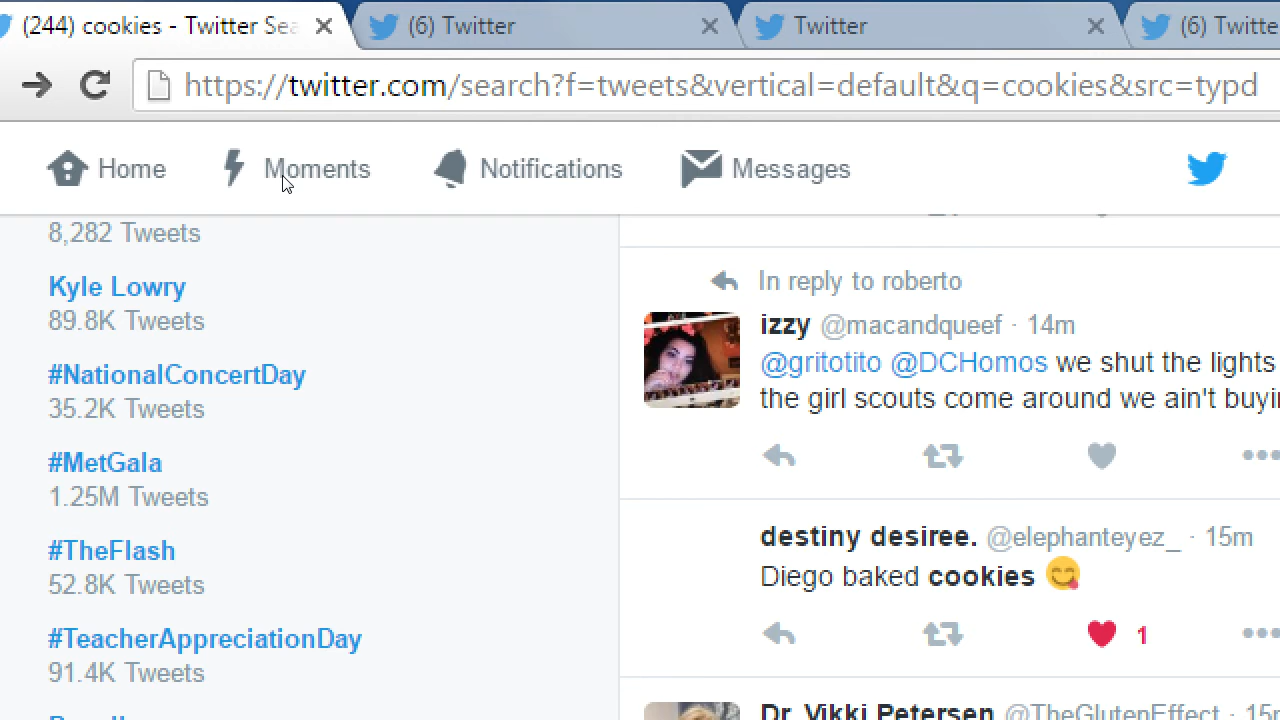 (244) cookies - Twitter Sea
(6) Twitter
Twitter
(6) Twitte
https://twitter.com/search?f=tweets&vertical=default&q=cookies&src=typd
Home
Moments
Notifications
Messages
8,282 Tweets
Kyle Lowry
89.8K Tweets
#NationalConcertDay
35.2K Tweets
#MetGala
1.25M Tweets
#TheFlash
52.8K Tweets
#TeacherAppreciationDay
91.4K Tweets
In reply to roberto
izzy @macandqueef · 14m
@gritotito @DCHomos we shut the lights
the girl scouts come around we ain't buyin
destiny desiree. @elephanteyez_ · 15m
Diego baked cookies 😋
1
Dr. Vikki Petersen @TheGlutenEffect · 15m